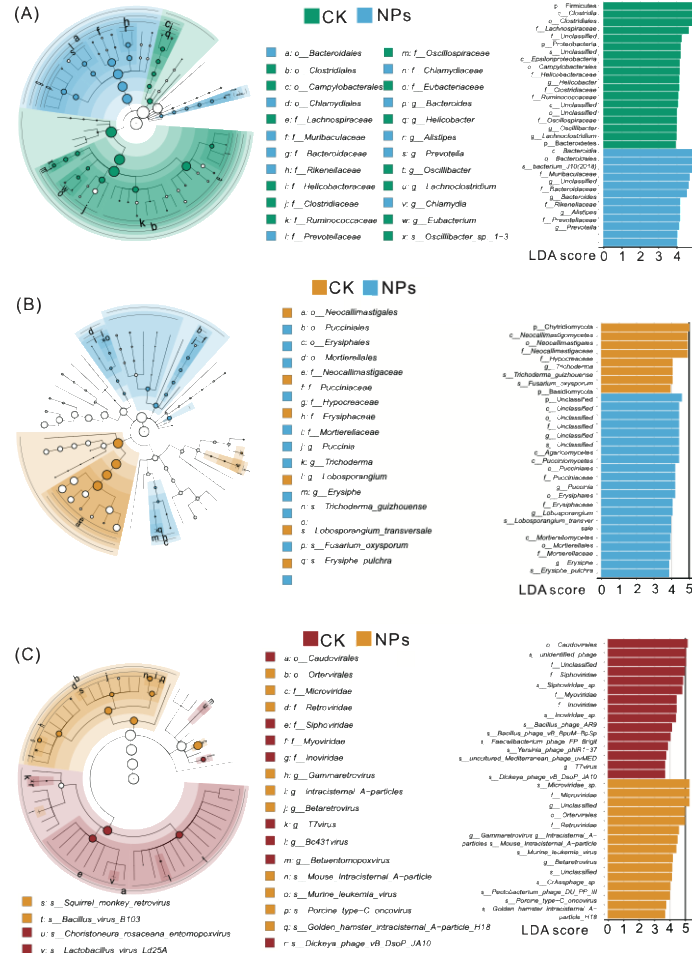 (A)
CK NPs
a: o__Bacteroidales
b: o__Clostridiales
c: o__Campylobacterales
d: o__Chlamydiales
e: f__Lachnospiraceae
f: f__Muribaculaceae
g: f__Bacteroidaceae
h: f__Rikenellaceae
i: f__Helicobacteraceae
j: f__Clostridiaceae
k: f__Ruminococcaceae
l: f__Prevotellaceae
m: f__Oscillospiraceae
n: f__Chlamydiaceae
o: f__Eubacteriaceae
p: g__Bacteroides
q: g__Helicobacter
r: g__Alistipes
s: g__Prevotella
t: g__Oscillibacter
u: g__Lachnoclostridium
v: g__Chlamydia
w: g__Eubacterium
x: s__Oscillibacter_sp_1-3
p__Firmicutes
c__Clostridia
o__Clostridiales
f__Lachnospiraceae
f__Unclassified
p__Proteobacteria
s__Unclassified
c__Epsilonproteobacteria
o__Campylobacterales
f__Helicobacteraceae
g__Helicobacter
f__Clostridiaceae
f__Ruminococcaceae
s__Unclassified
o__Unclassified
f__Oscillospiraceae
g__Oscillibacter
g__Lachnoclostridium
p__Bacteroidetes
c__Bacteroidia
o__Bacteroidales
s__bacterium_J10(2018)
f__Muribaculaceae
g__Unclassified
f__Bacteroidaceae
g__Bacteroides
f__Rikenellaceae
g__Alistipes
f__Prevotellaceae
g__Prevotella
LDA score 0 1 2 3 4
(B)
CK NPs
a: o__Neocallimastigales
b: o__Pucciniales
c: o__Erysiphales
d: o__Mortierellales
e: f__Neocallimastigaceae
f: f__Pucciniaceae
g: f__Hypocreaceae
h: f__Erysiphaceae
i: f__Mortierellaceae
j: g__Puccinia
k: g__Trichoderma
l: g__Lobosporangium
m: g__Erysiphe
n: s__Trichoderma_guizhouense
o:
s__Lobosporangium_transversale
p: s__Fusarium_oxysporum
q: s__Erysiphe_pulchra
p__Chytridiomycota
c__Neocallimastigomycetes
o__Neocallimastigales
f__Neocallimastigaceae
f__Hypocreaceae
g__Trichoderma
s__Trichoderma_guizhouense
s__Fusarium_oxysporum
p__Basidiomycota
p__Unclassified
c__Unclassified
o__Unclassified
f__Unclassified
g__Unclassified
s__Unclassified
c__Agaricomycetes
c__Pucciniomycetes
o__Pucciniales
f__Pucciniaceae
g__Puccinia
o__Erysiphales
f__Erysiphaceae
g__Lobosporangium
s__Lobosporangium_transver
sale
c__Mortierellomycetes
o__Mortierellales
f__Mortierellaceae
g__Erysiphe
s__Erysiphe_pulchra
LDA score 0 1 2 3 4 5
(C)
CK NPs
a: o__Caudovirales
b: o__Ortervirales
c: f__Microviridae
d: f__Retroviridae
e: f__Siphoviridae
f: f__Myoviridae
g: f__Inoviridae
h: g__Gammaretrovirus
i: g__Intracisternal_A-particles
j: g__Betaretrovirus
k: g__T7virus
l: g__Bc431virus
m: g__Betaentomopoxvirus
n: s__Mouse_Intracisternal_A-particle
o: s__Murine_leukemia_virus
p: s__Porcine_type-C_oncovirus
q: s__Golden_hamster_intracisternal_A-particle_H18
r: s__Dickeya_phage_vB_DsoP_JA10
s: s__Squirrel_monkey_retrovirus
t: s__Bacillus_virus_B103
u: s__Choristoneura_rosaceana_entomopoxvirus
v: s__Lactobacillus_virus_Ld25A
o__Caudovirales
s__unidentified_phage
f__Unclassified
f__Siphoviridae
s__Siphoviridae_sp.
f__Myoviridae
f__Inoviridae
s__Inoviridae_sp.
s__Bacillus_phage_AR9
s__Bacillus_phage_vB_BpuM-BpSp
s__Faecalibacterium_phage_FP_Brigit
s__Yersinia_phage_phiR1-37
s__uncultured_Mediterranean_phage_uvMED
g__T7virus
s__Dickeya_phage_vB_DsoP_JA10
s__Microviridae_sp.
f__Microviridae
g__Unclassified
o__Ortervirales
f__Retroviridae
g__Gammaretrovirus g__Intracisternal_A-
particles s__Mouse_Intracisternal_A-particle
s__Murine_leukemia_virus
g__Betaretrovirus
s__Unclassified
s__CrAssphage_sp.
s__Pectobacterium_phage_DU_PP_III
s__Porcine_type-C_oncovirus
s__Golden_hamster_intracisternal_A-
particle_H18
LDA score 0 1 2 3 4 5